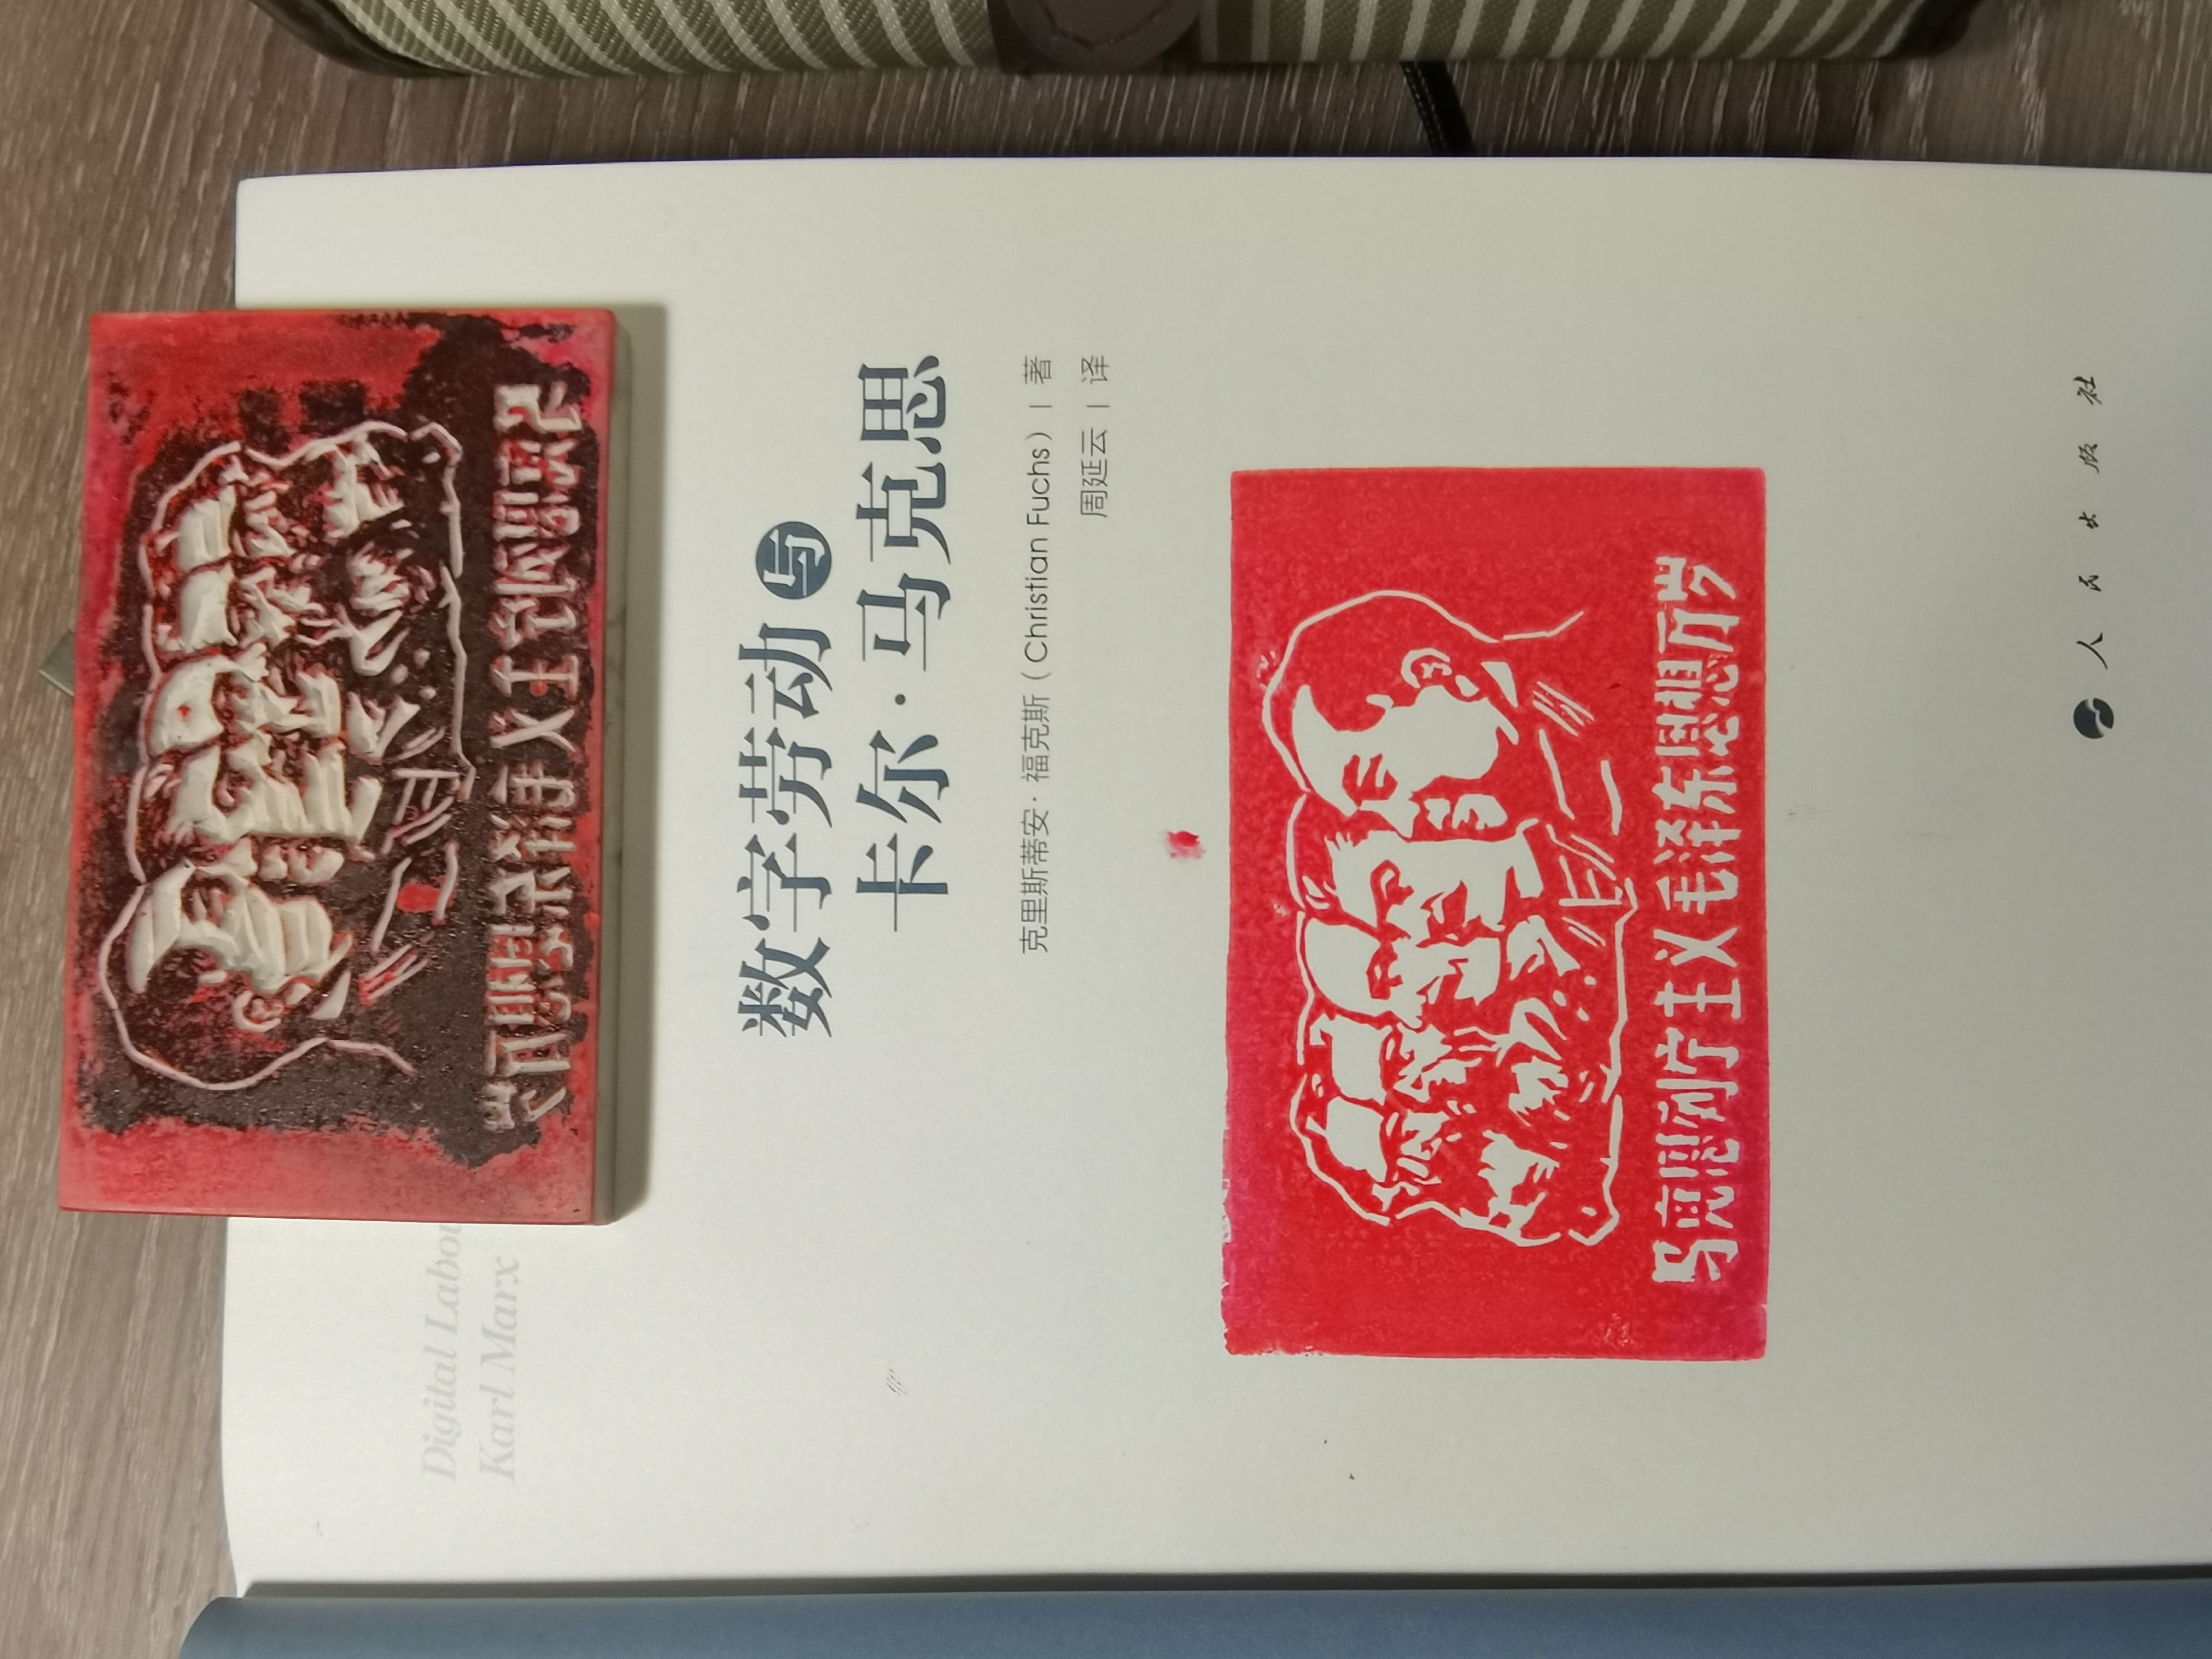 Digital Labou
Karl Marx
数字劳动与
卡尔·马克思
克里斯蒂安·福克斯（Christian Fuchs）| 著
周延云 | 译
马克思列宁主义毛泽东思想万岁
人民出版社